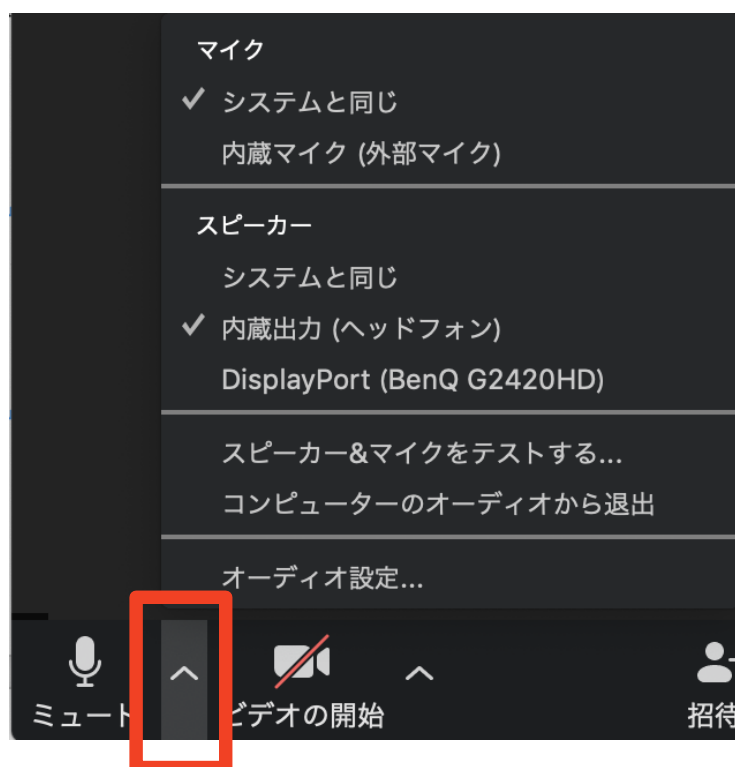 マイク
システムと同じ
内蔵マイク (外部マイク)
スピーカー
システムと同じ
内蔵出力 (ヘッドフォン)
DisplayPort (BenQ G2420HD)
スピーカー&マイクをテストする...
コンピューターのオーディオから退出
オーディオ設定...
ミュート
ビデオの開始
招待